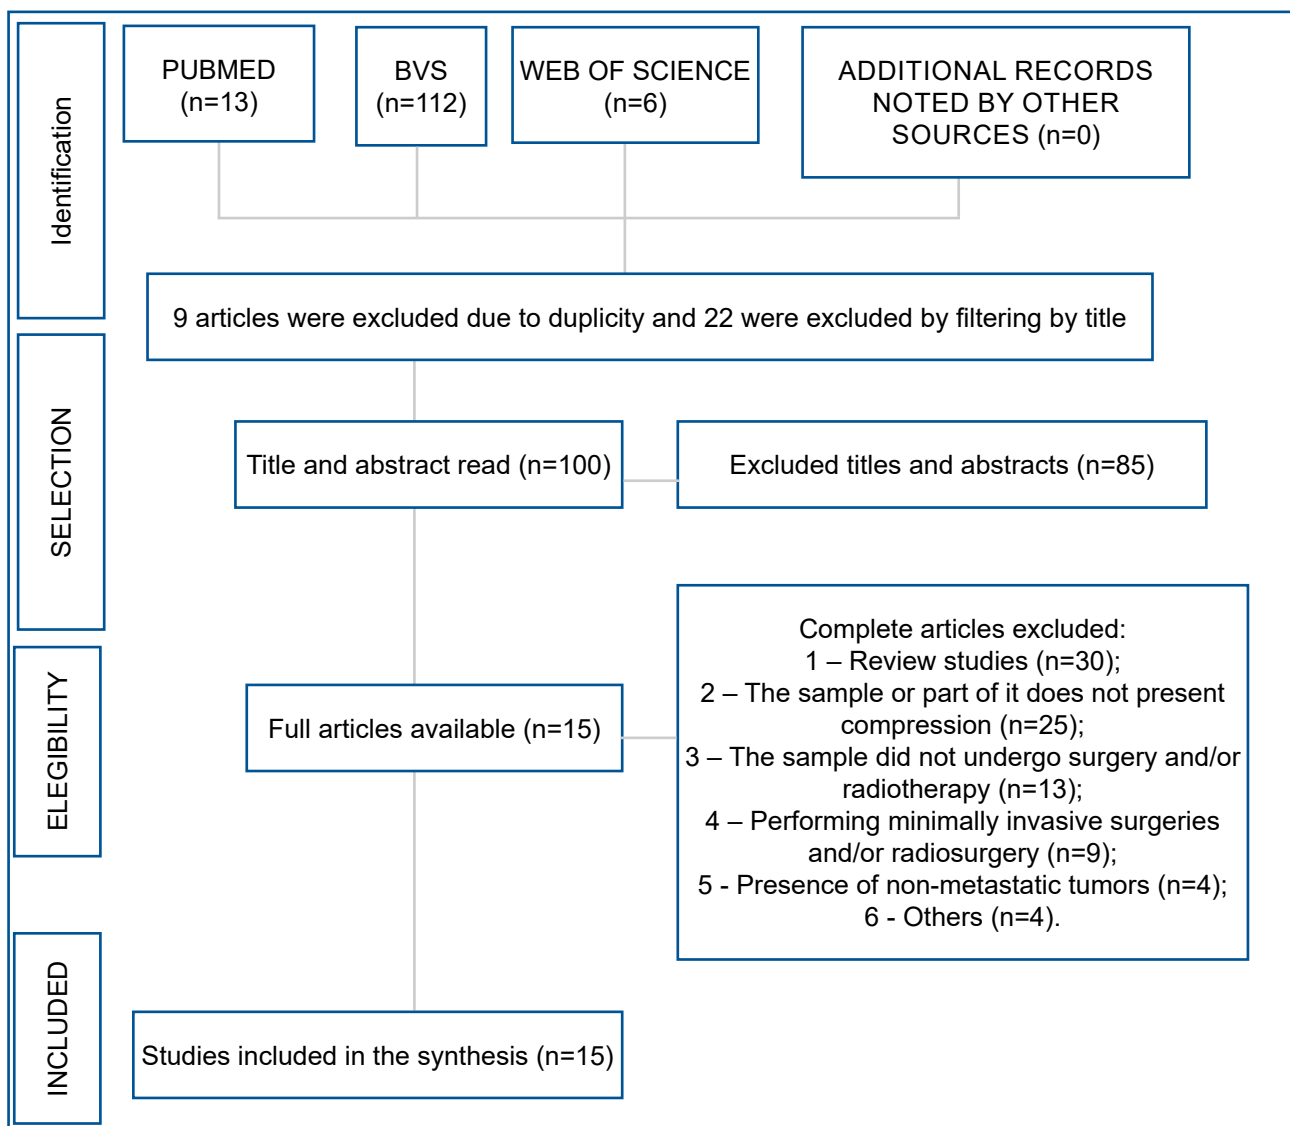 Identification
PUBMED
(n=13)
BVS
(n=112)
WEB OF SCIENCE
(n=6)
ADDITIONAL RECORDS
NOTED BY OTHER
SOURCES (n=0)
9 articles were excluded due to duplicity and 22 were excluded by filtering by title
SELECTION
Title and abstract read (n=100)
Excluded titles and abstracts (n=85)
ELEGIBILITY
Full articles available (n=15)
Complete articles excluded:
1 – Review studies (n=30);
2 – The sample or part of it does not present
compression (n=25);
3 – The sample did not undergo surgery and/or
radiotherapy (n=13);
4 – Performing minimally invasive surgeries
and/or radiosurgery (n=9);
5 - Presence of non-metastatic tumors (n=4);
6 - Others (n=4).
INCLUDED
Studies included in the synthesis (n=15)